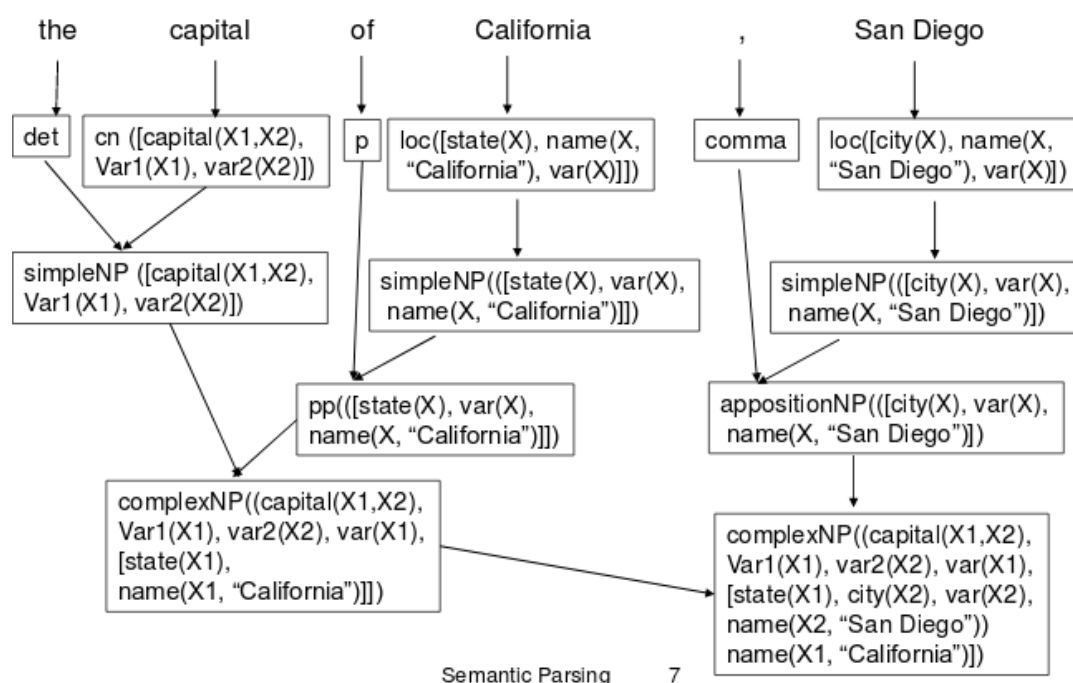 the capital of California , San Diego
det
cn ([capital(X1,X2),
Var1(X1), var2(X2)])
p
loc([state(X), name(X,
“California”), var(X)]])
comma
loc([city(X), name(X,
“San Diego”), var(X)])
simpleNP ([capital(X1,X2),
Var1(X1), var2(X2)])
simpleNP(([state(X), var(X),
name(X, “California”)]])
simpleNP(([city(X), var(X),
name(X, “San Diego”)])
pp(([state(X), var(X),
name(X, “California”)]])
appositionNP(([city(X), var(X),
name(X, “San Diego”)])
complexNP((capital(X1,X2),
Var1(X1), var2(X2), var(X1),
[state(X1),
name(X1, “California”)]])
complexNP((capital(X1,X2),
Var1(X1), var2(X2), var(X1),
[state(X1), city(X2), var(X2),
name(X2, “San Diego”))
name(X1, “California”)])
Semantic Parsing 7